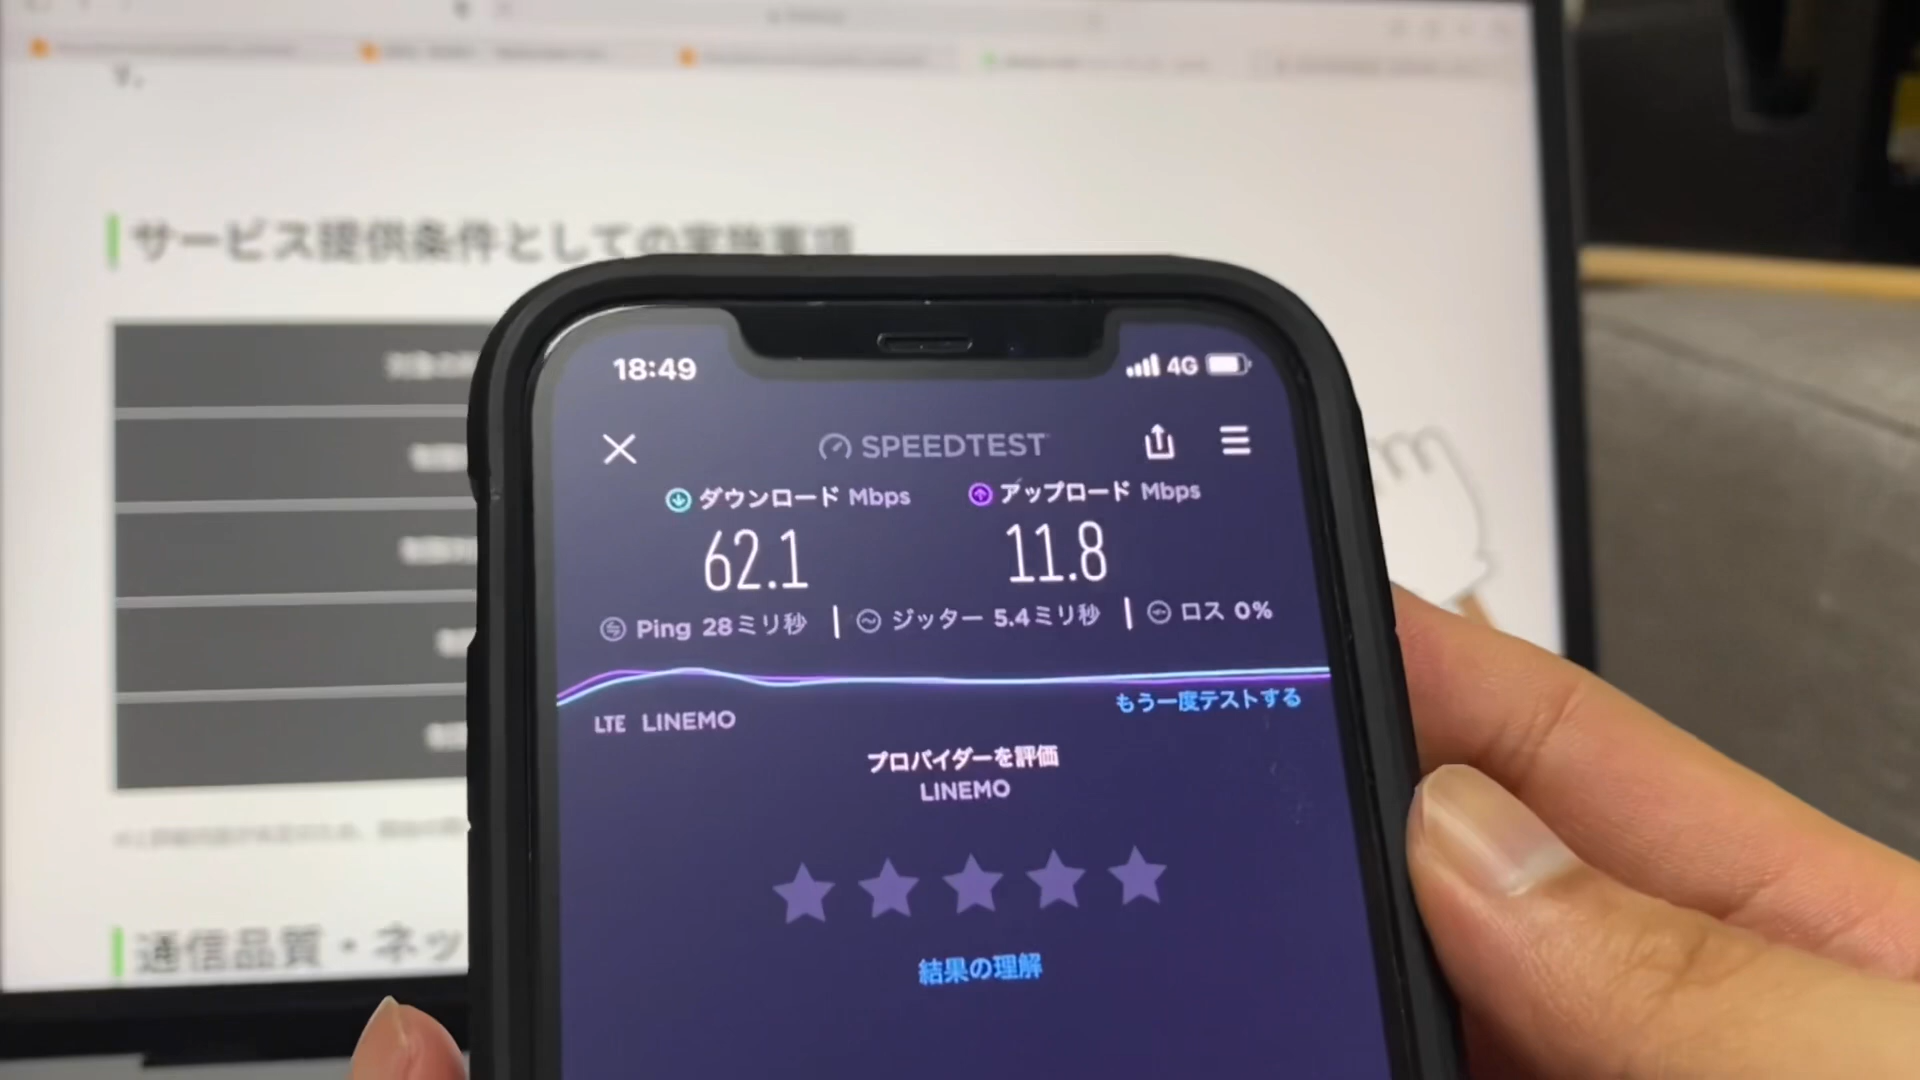 サービス提供条件としての実施事項
18:49
4G
SPEEDTEST
ダウンロード Mbps
アップロード Mbps
62.1
11.8
Ping 28ミリ秒
ジッター 5.4ミリ秒
ロス 0%
もう一度テストする
LTE LINEMO
プロバイダーを評価
LINEMO
結果の理解
通信品質・ネッ